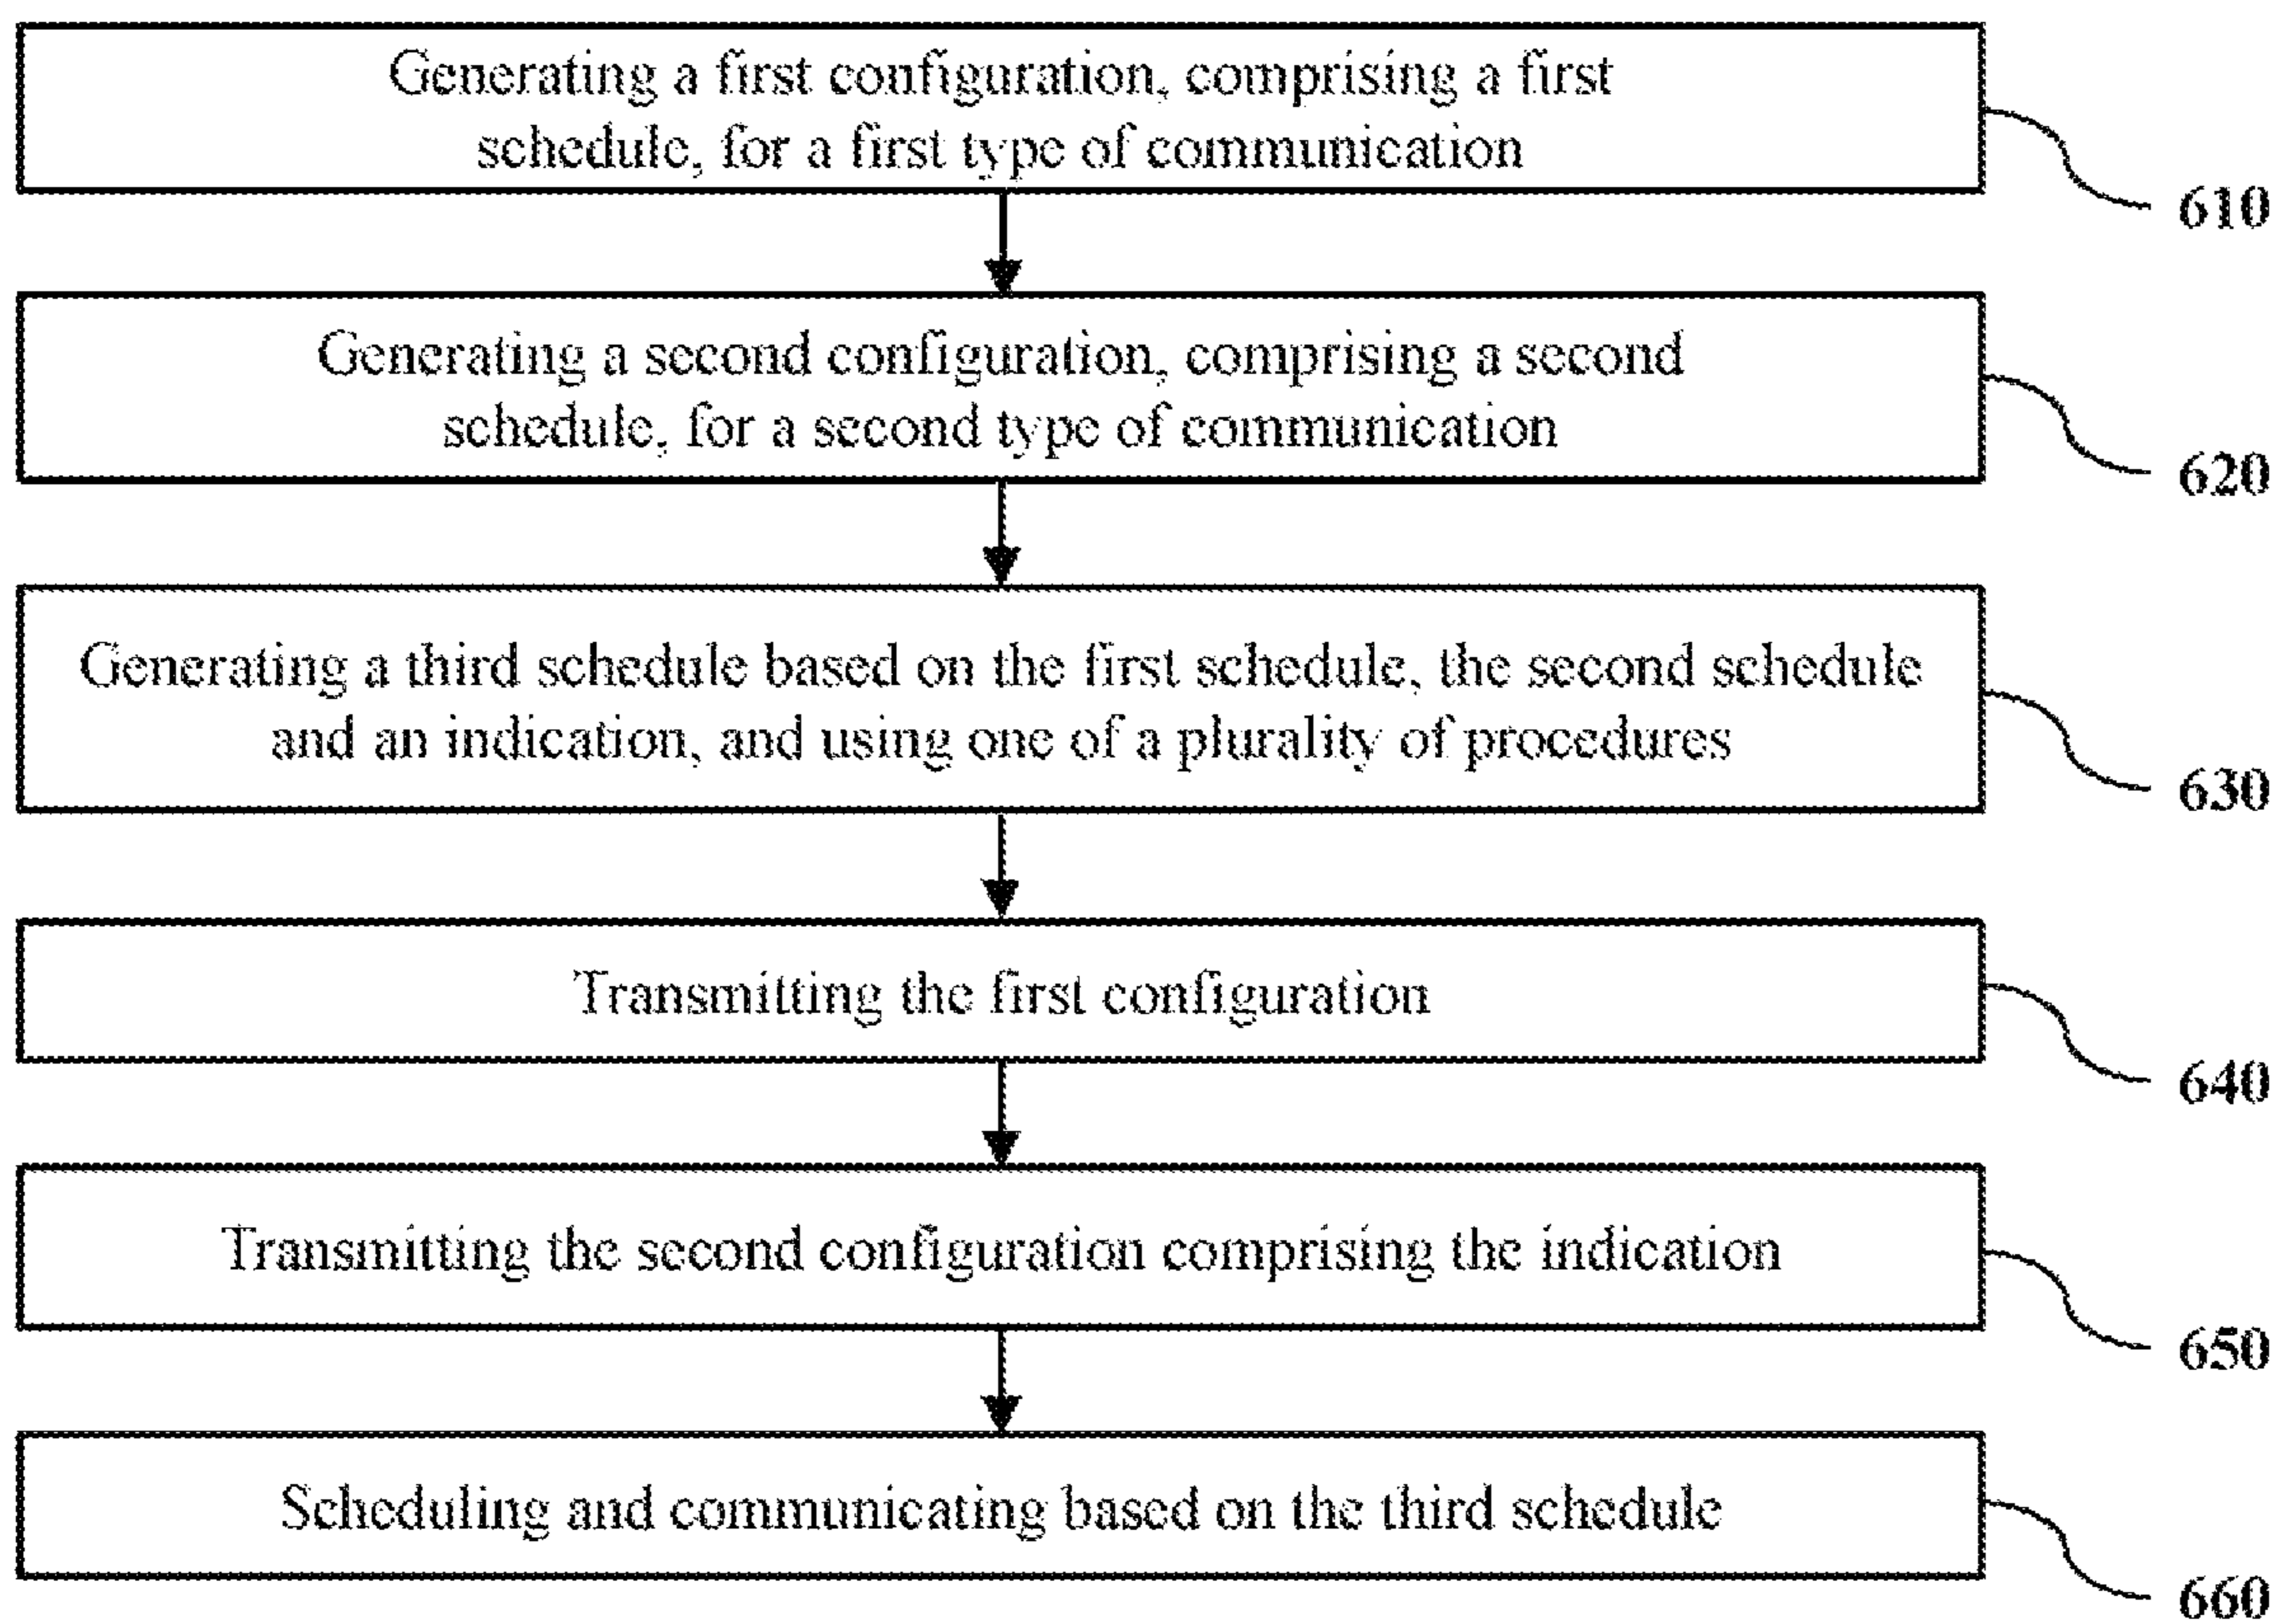 Generating a first configuration, comprising a first
schedule, for a first type of communication
610
Generating a second configuration, comprising a second
schedule, for a second type of communication
620
Generating a third schedule based on the first schedule, the second schedule
and an indication, and using one of a plurality of procedures
630
Transmitting the first configuration
640
Transmitting the second configuration comprising the indication
650
Scheduling and communicating based on the third schedule
660